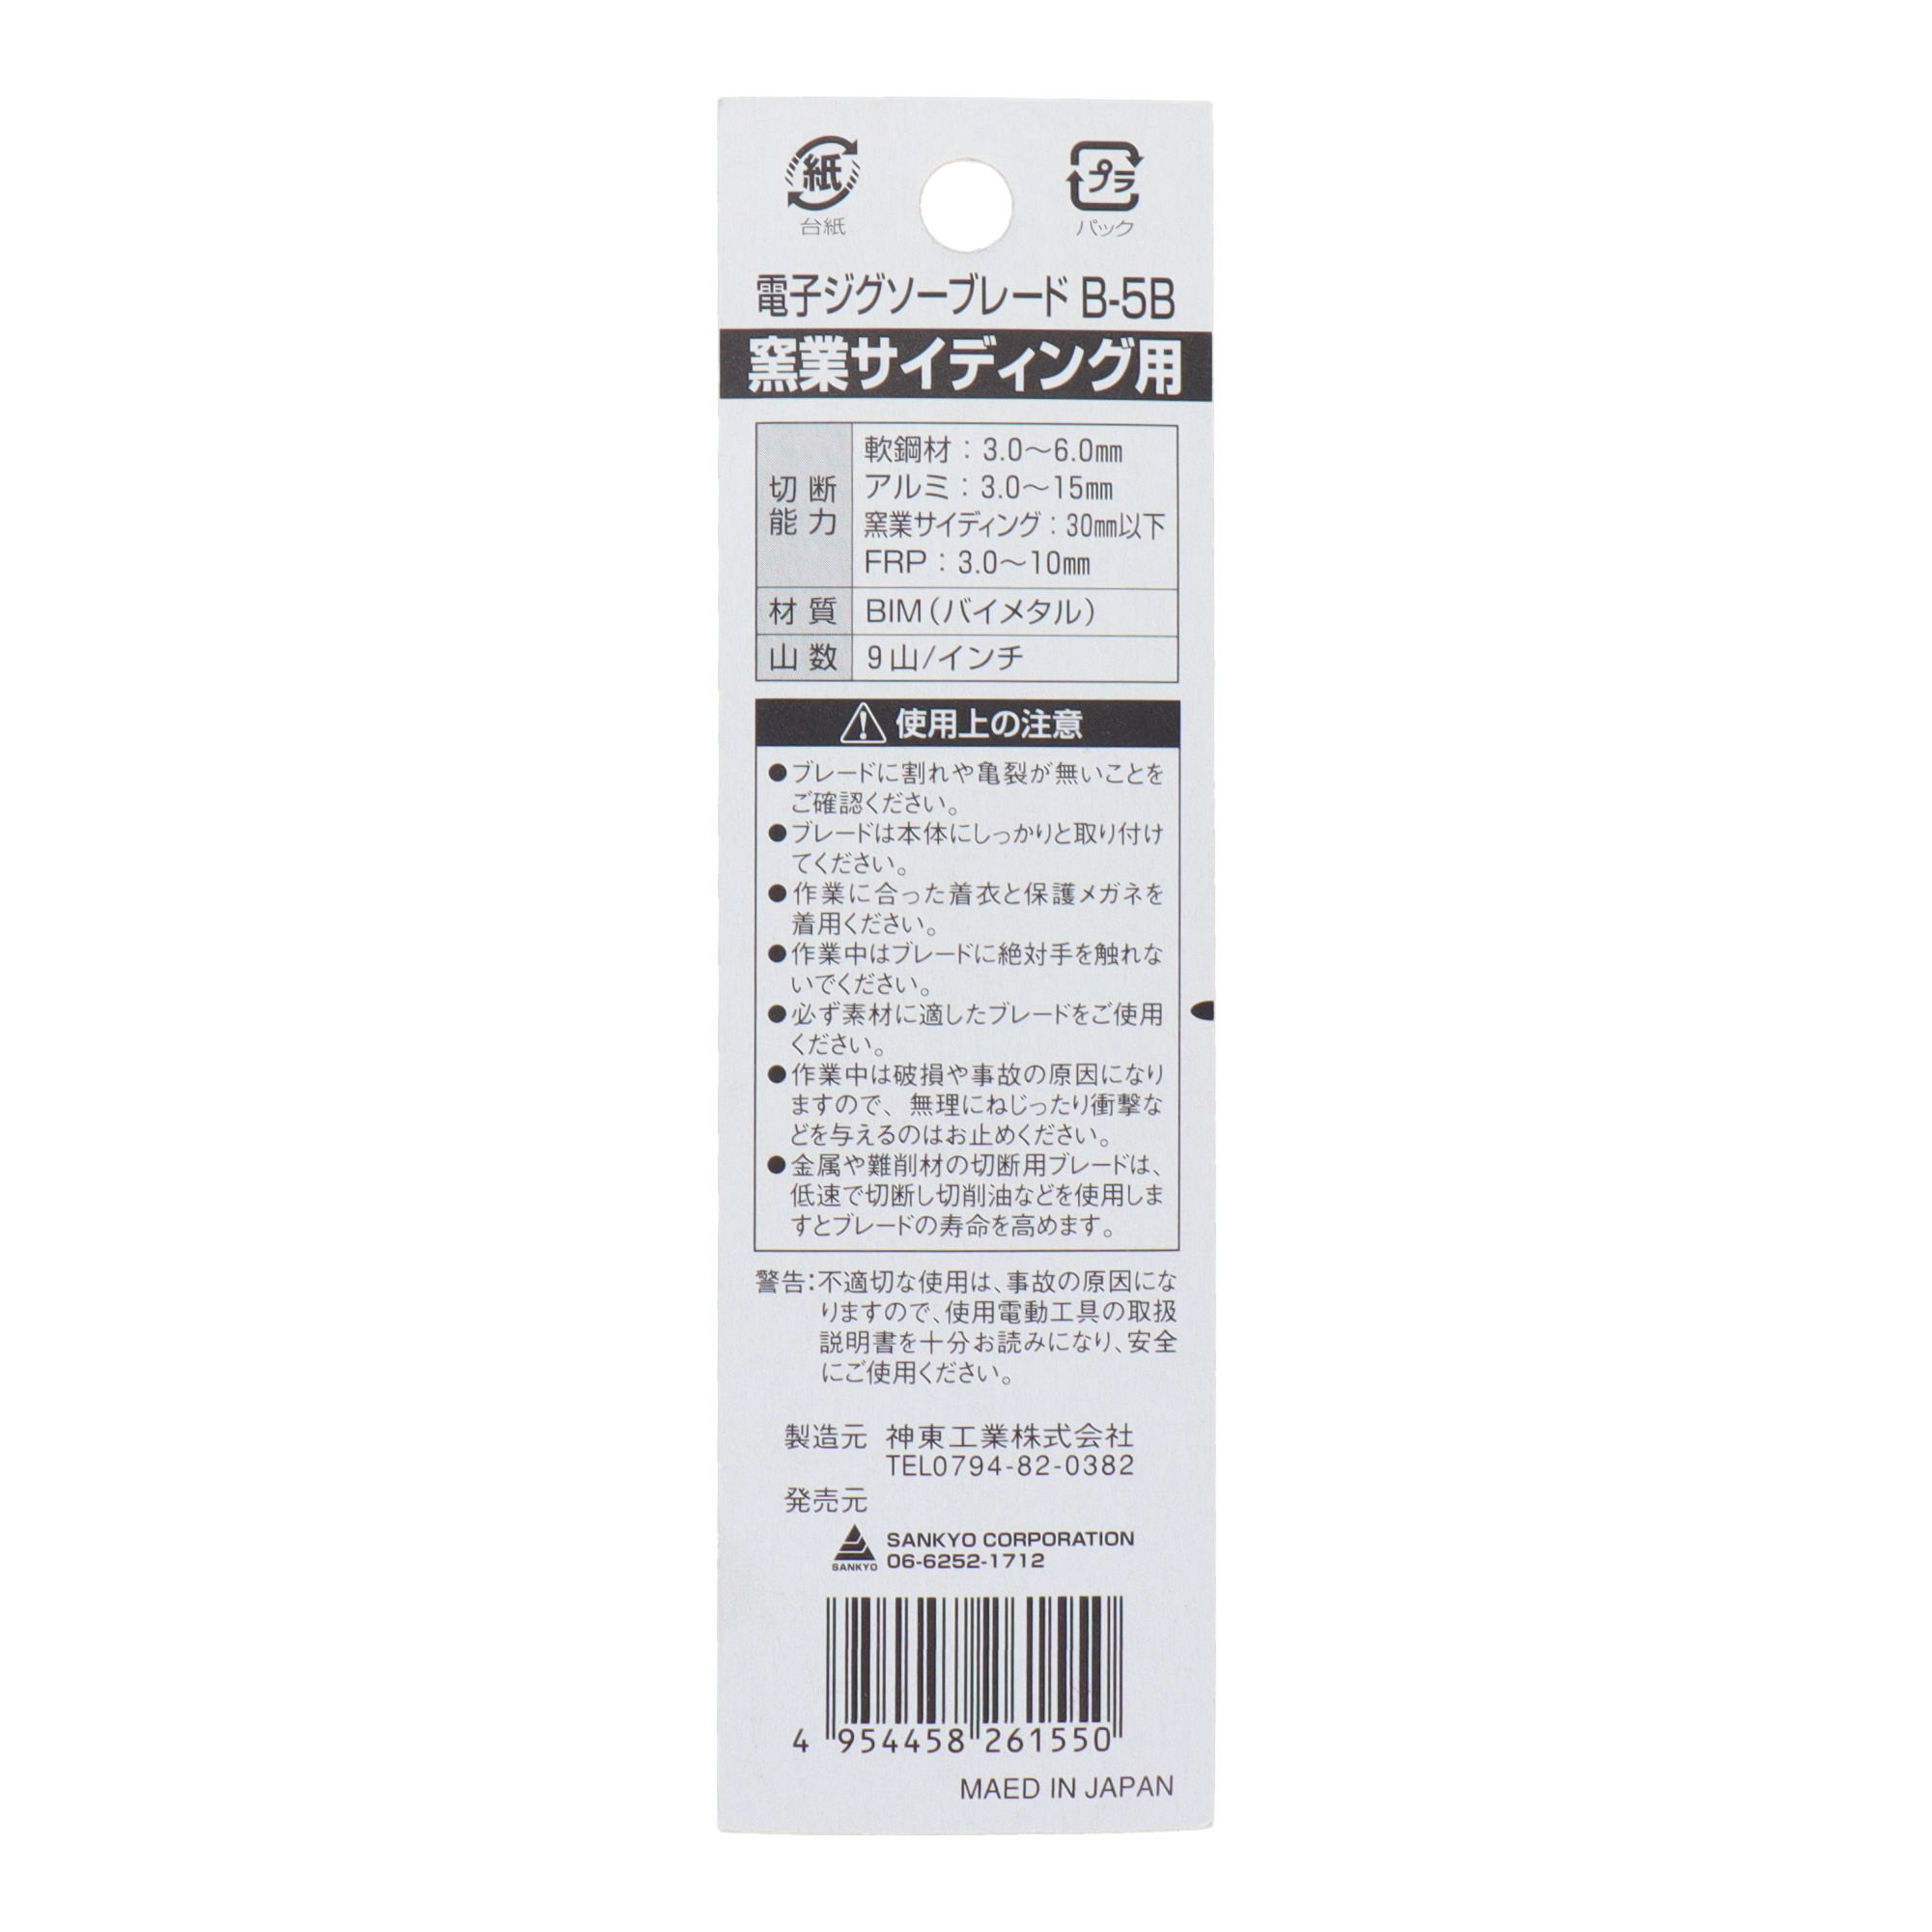 紙
台紙
プラ
パック
電子ジグソーブレード B-5B
窯業サイディング用
切断能力
軟鋼材：3.0～6.0㎜
アルミ：3.0～15㎜
窯業サイディング：30㎜以下
FRP：3.0～10㎜
材質 BIM(バイメタル)
山数 9山/インチ
使用上の注意
●ブレードに割れや亀裂が無いことを
ご確認ください。
●ブレードは本体にしっかりと取り付け
てください。
●作業に合った着衣と保護メガネを
着用ください。
●作業中はブレードに絶対手を触れな
いでください。
●必ず素材に適したブレードをご使用
ください。
●作業中は破損や事故の原因になり
ますので、無理にねじったり衝撃な
どを与えるのはお止めください。
●金属や難削材の切断用ブレードは、
低速で切断し切削油などを使用しま
すとブレードの寿命を高めます。
警告:不適切な使用は、事故の原因にな
りますので、使用電動工具の取扱
説明書を十分お読みになり、安全
にご使用ください。
製造元 神東工業株式会社
TEL0794-82-0382
発売元
SANKYO
SANKYO CORPORATION
06-6252-1712
4 954458 261550
MAED IN JAPAN